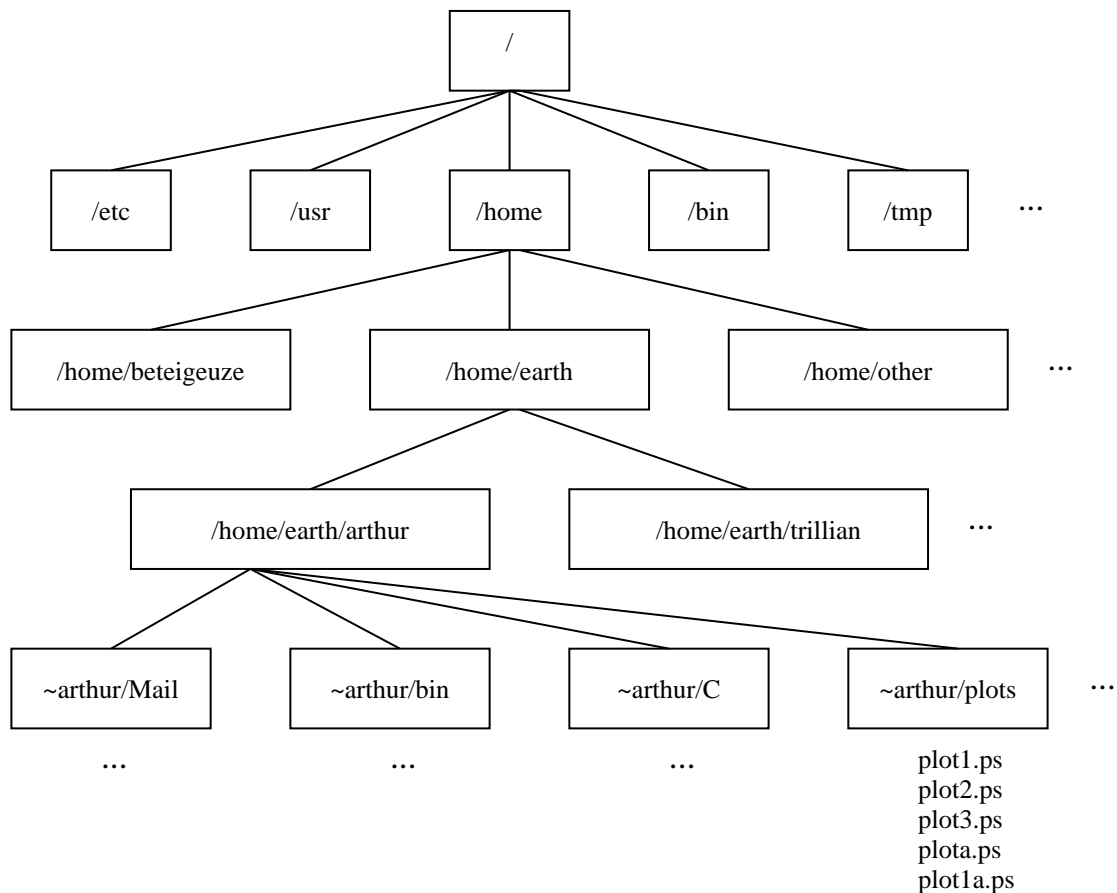 /
/etc /usr /home /bin /tmp ...
/home/beteigeuze /home/earth /home/other ...
/home/earth/arthur /home/earth/trillian ...
~arthur/Mail ~arthur/bin ~arthur/C ~arthur/plots ...
... ... ...
plot1.ps
plot2.ps
plot3.ps
plota.ps
plot1a.ps